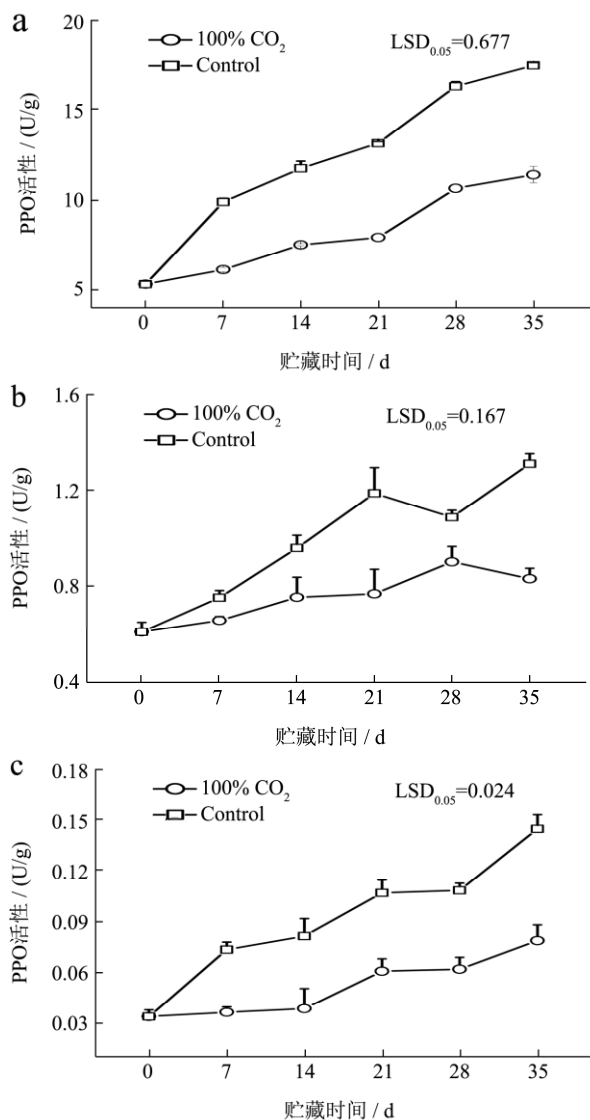 a
20
17
10
5
PPO活性 / (U/g)
100% CO₂
Control
LSD₀.₀₅=0.677
0 7 14 21 28 35
贮藏时间 / d
b
1.6
1.2
0.8
0.4
PPO活性 / (U/g)
100% CO₂
Control
LSD₀.₀₅=0.167
0 7 14 21 28 35
贮藏时间 / d
c
0.18
0.15
0.12
0.09
0.06
0.03
PPO活性 / (U/g)
100% CO₂
Control
LSD₀.₀₅=0.024
0 7 14 21 28 35
贮藏时间 / d